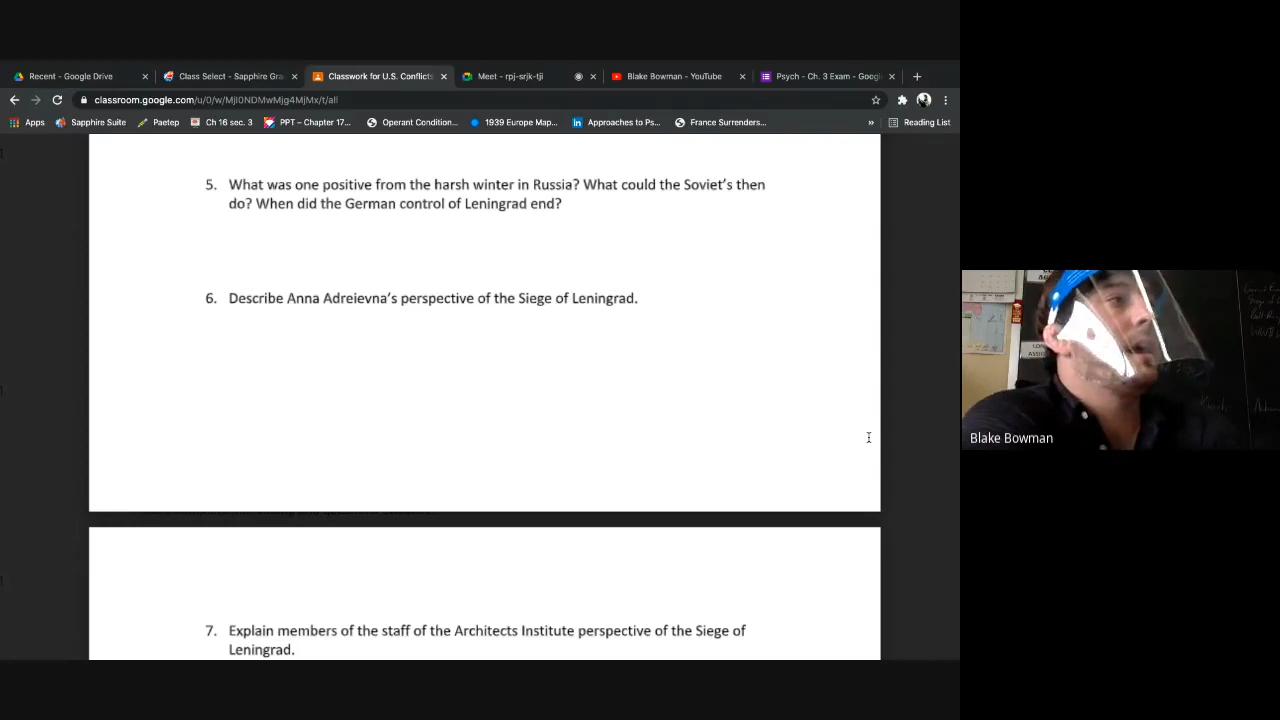 Recent - Google Drive
Class Select - Sapphire Gra
Classwork for U.S. Conflicts
Meet - rpj-srjk-tji
Blake Bowman - YouTube
Psych - Ch. 3 Exam - Googl
classroom.google.com/u/0/w/MjI0NDMwMjg4MjMx/t/all
Apps
Sapphire Suite
Paetep
Ch 16 sec. 3
PPT – Chapter 17...
Operant Condition...
1939 Europe Map...
Approaches to Ps...
France Surrenders...
»
Reading List
5. What was one positive from the harsh winter in Russia? What could the Soviet's then
do? When did the German control of Leningrad end?
6. Describe Anna Adreievna's perspective of the Siege of Leningrad.
7. Explain members of the staff of the Architects Institute perspective of the Siege of
Leningrad.
Blake Bowman